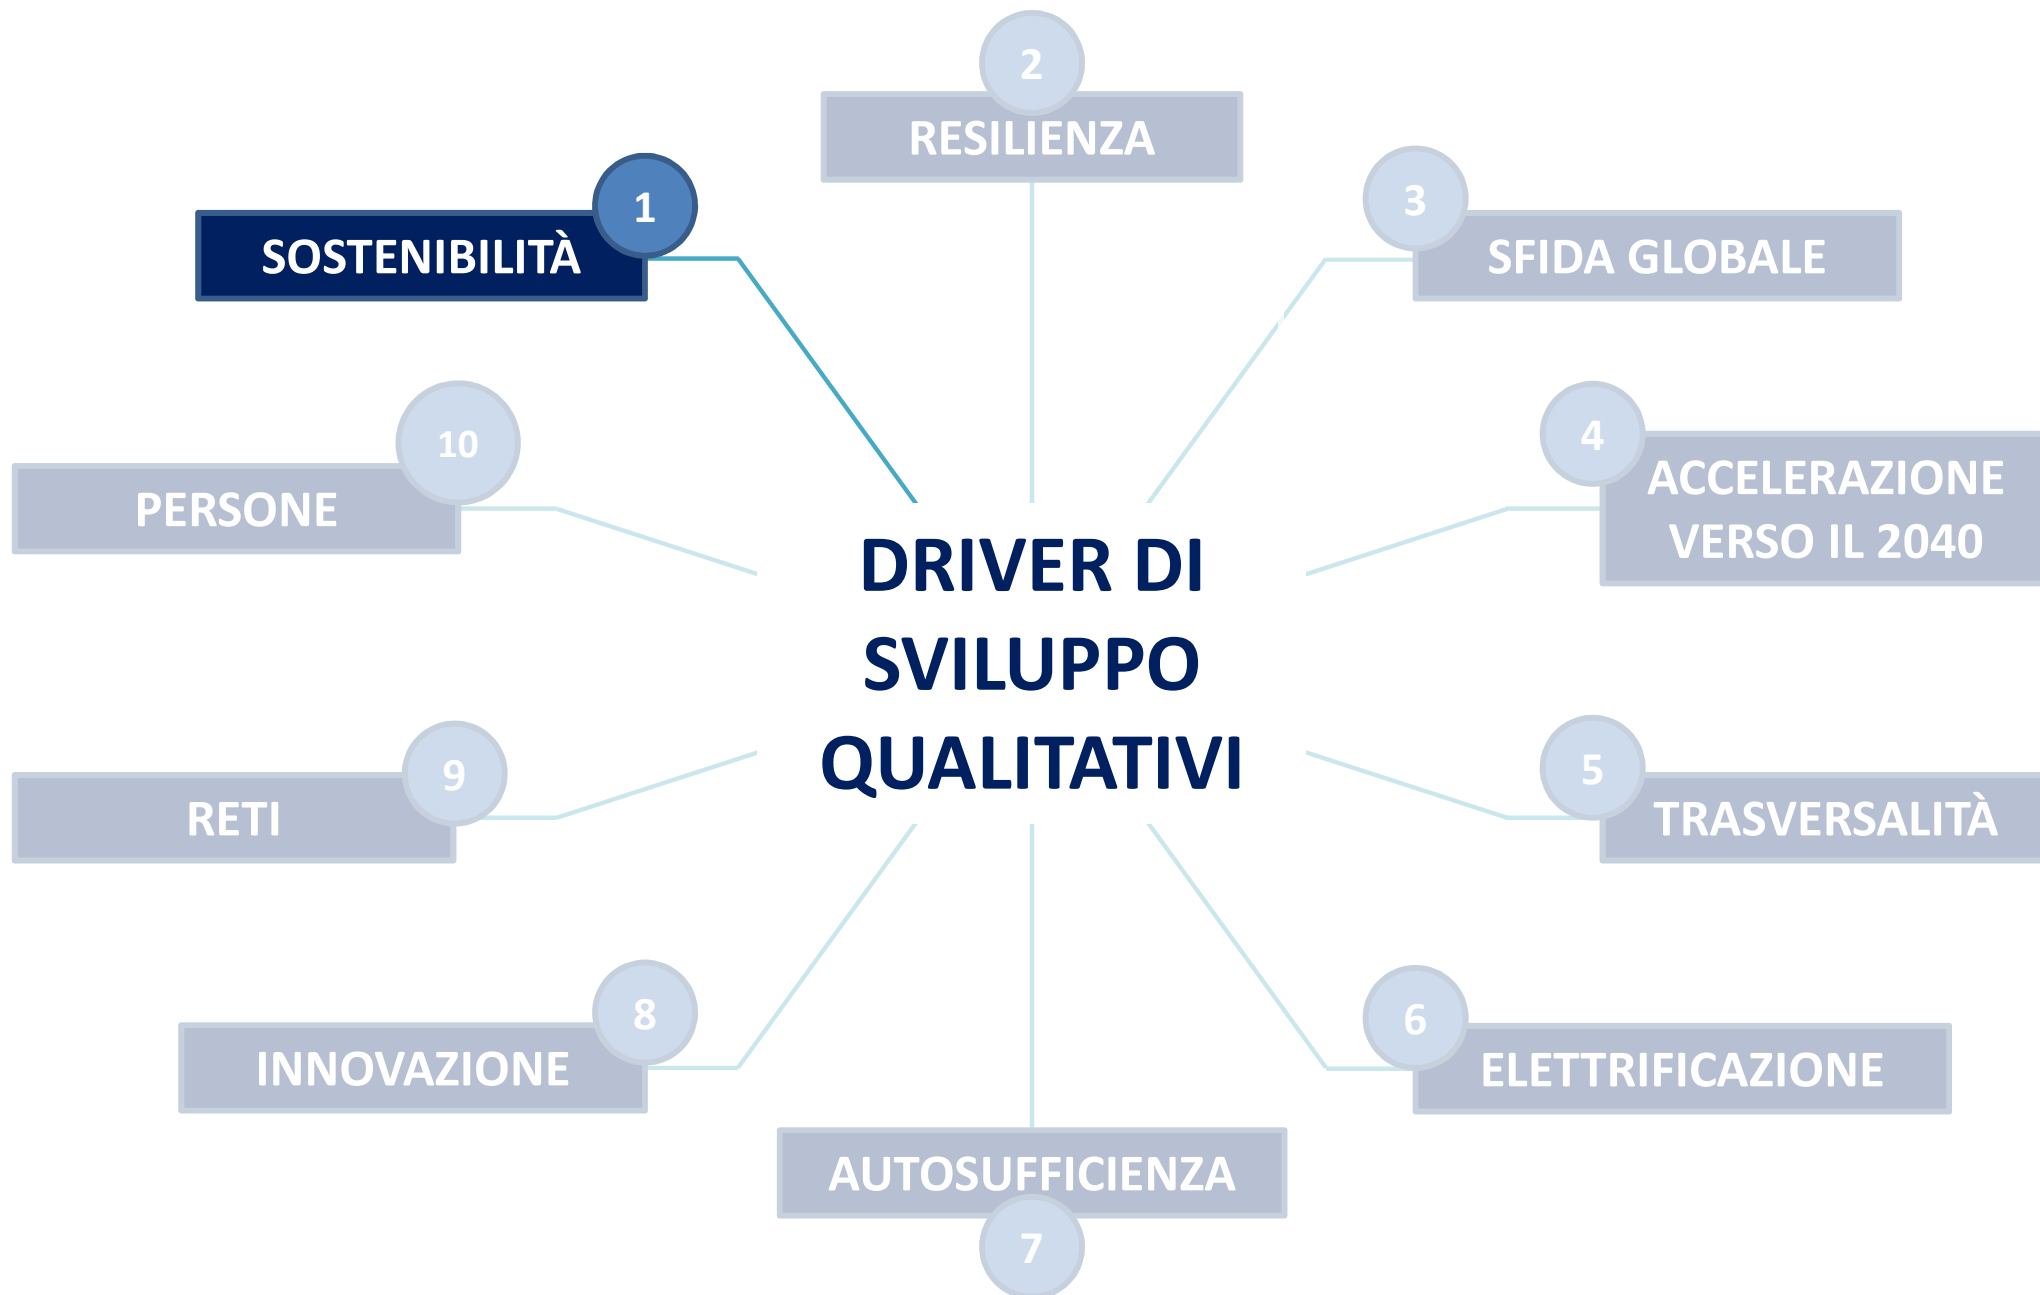 1
SOSTENIBILITÀ
2
RESILIENZA
3
SFIDA GLOBALE
4
ACCELERAZIONE
VERSO IL 2040
5
TRASVERSALITÀ
6
ELETTRIFICAZIONE
7
AUTOSUFFICIENZA
8
INNOVAZIONE
9
RETI
10
PERSONE
DRIVER DI
SVILUPPO
QUALITATIVI